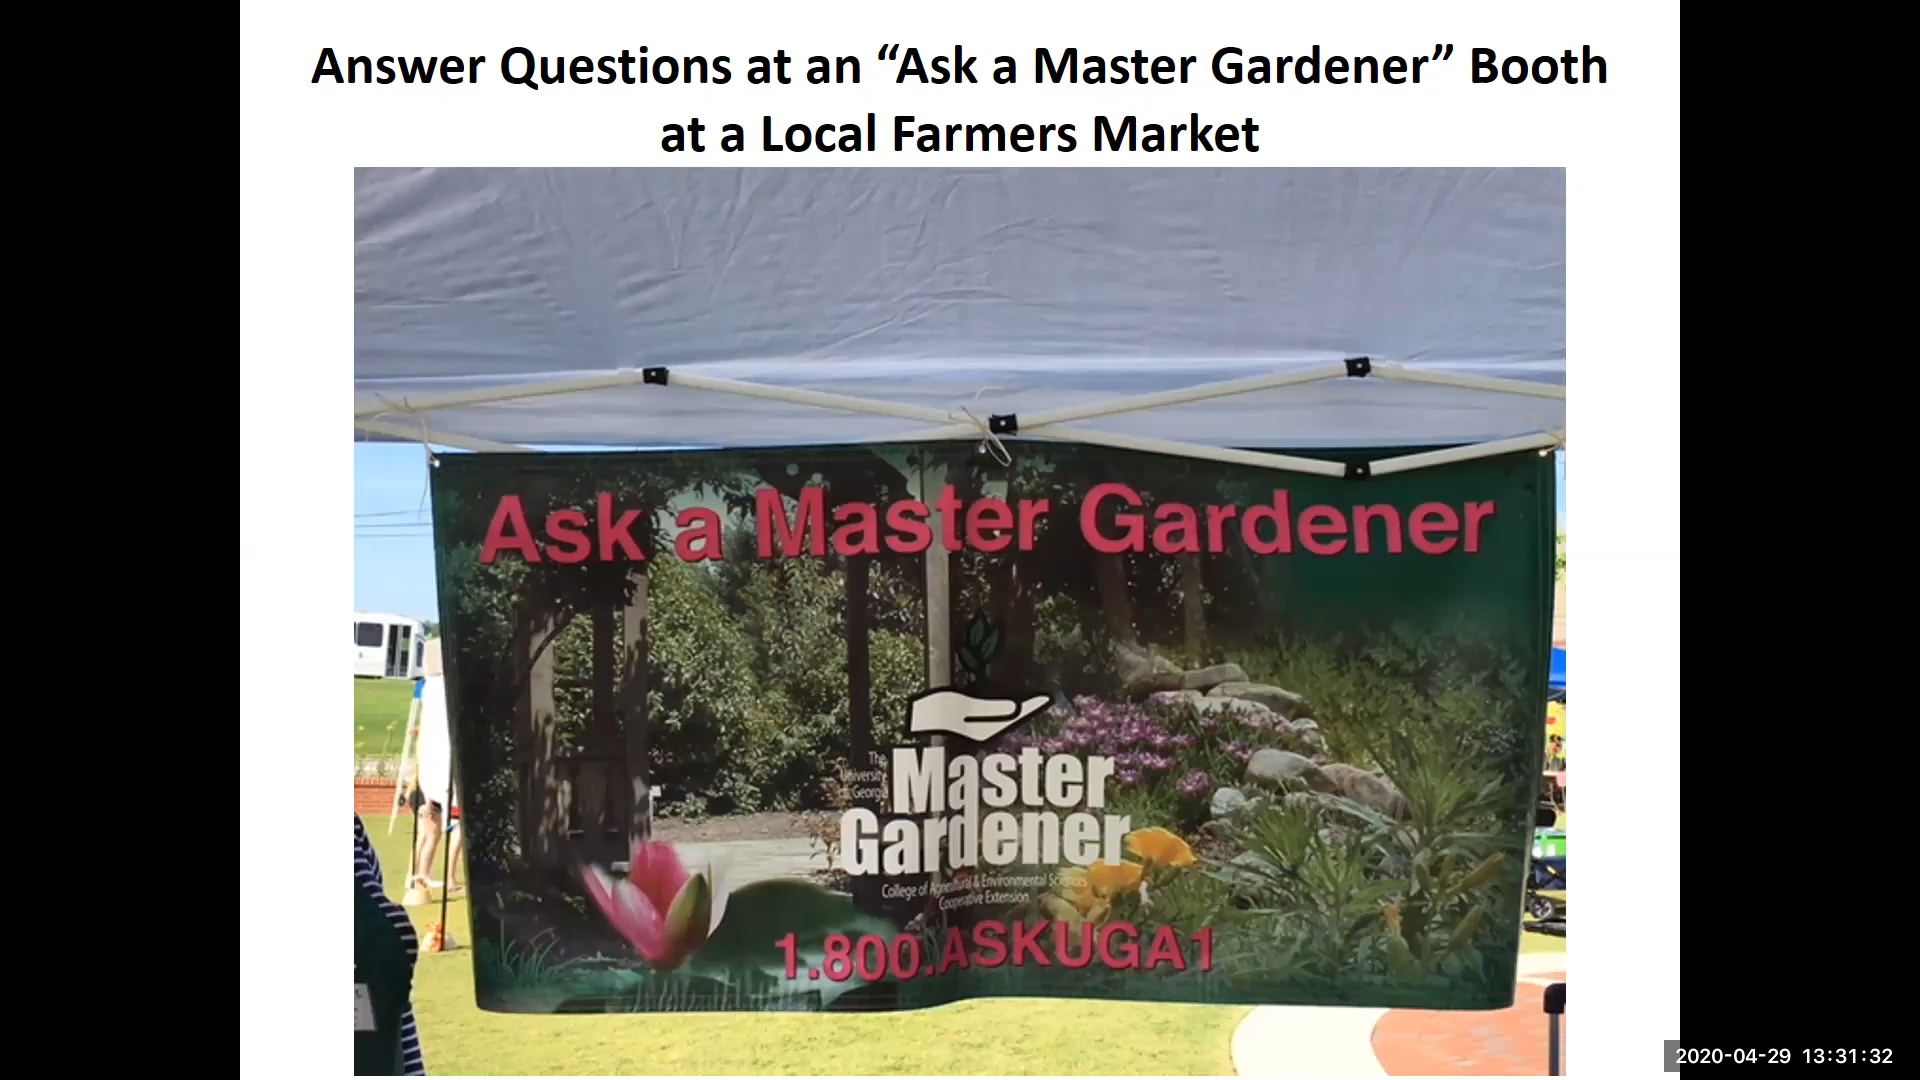 Answer Questions at an “Ask a Master Gardener” Booth
at a Local Farmers Market
Ask a Master Gardener
The
University
of Georgia
Master
Gardener
College of Agricultural & Environmental Sciences
Cooperative Extension
1.800.ASKUGA1
2020-04-29 13:31:32